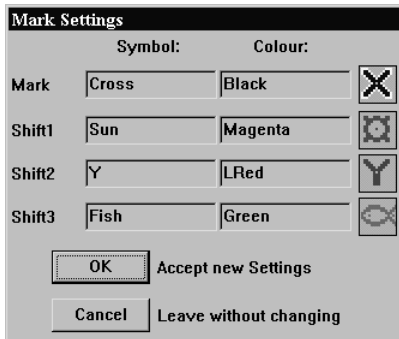 Mark Settings
Symbol: Colour:
Mark Cross Black
Shift1 Sun Magenta
Shift2 Y LRed
Shift3 Fish Green
OK Accept new Settings
Cancel Leave without changing